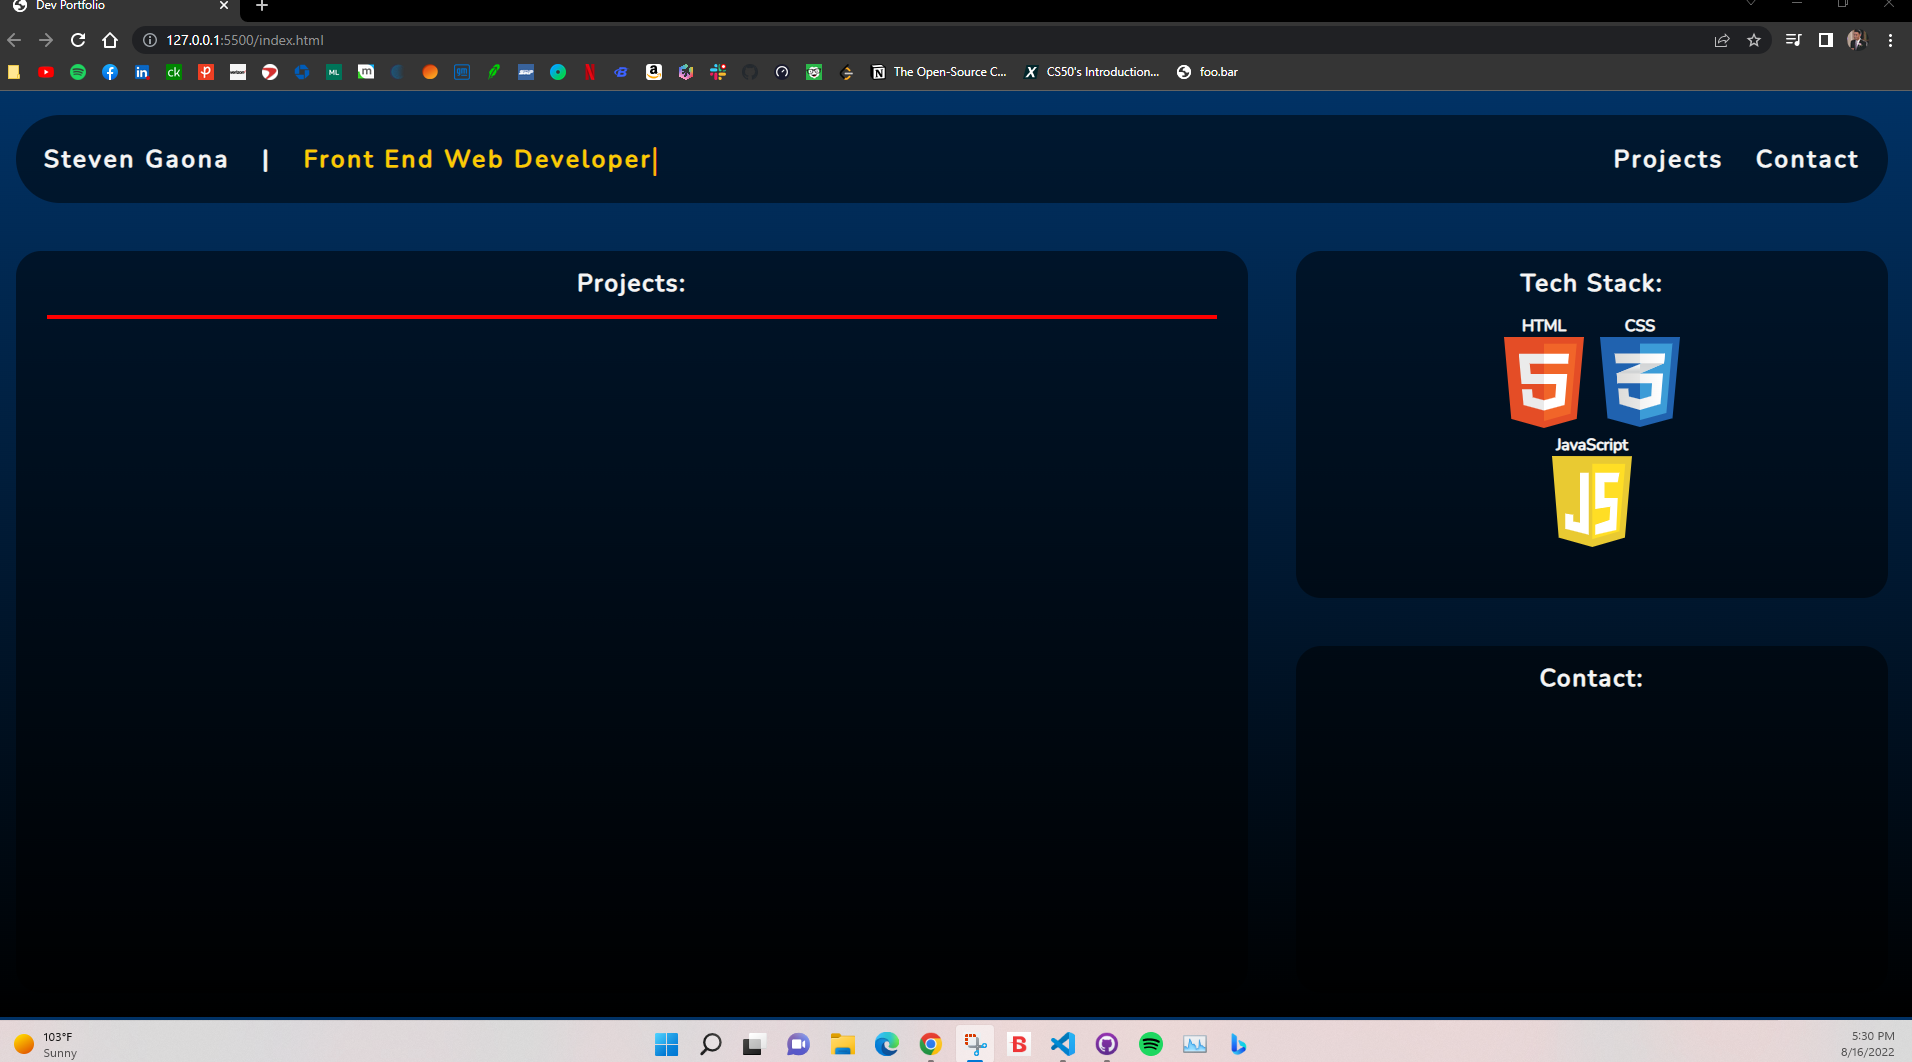 Dev Portfolio
127.0.0.1:5500/index.html
ck
ML
The Open-Source C...
CS50's Introduction...
foo.bar
Steven Gaona | Front End Web Developer|
Projects Contact
Projects:
Tech Stack:
HTML CSS
JavaScript
JS
Contact:
103°F
Sunny
5:30 PM
8/16/2022